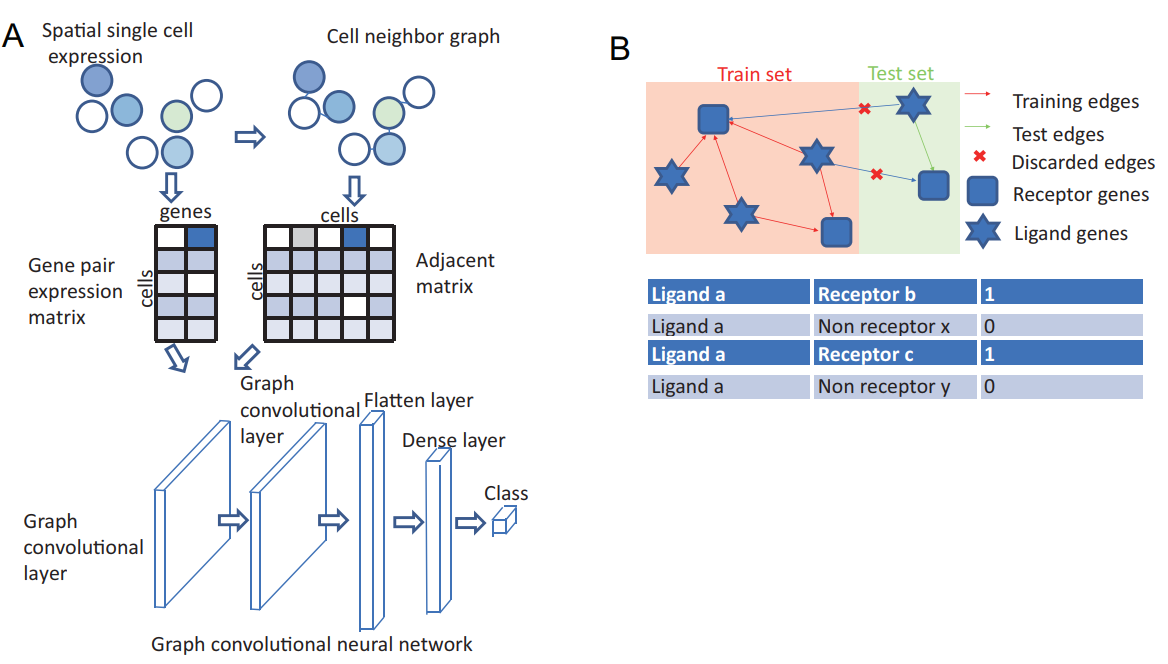 A
Spatial single cell
expression
Cell neighbor graph
genes
cells
Gene pair
expression
matrix
cells
cells
Adjacent
matrix
Graph
convolutional
layer
Flatten layer
Dense layer
Class
Graph
convolutional
layer
Graph convolutional neural network
B
Train set
Test set
Training edges
Test edges
Discarded edges
Receptor genes
Ligand genes
Ligand a Receptor b 1
Ligand a Non receptor x 0
Ligand a Receptor c 1
Ligand a Non receptor y 0